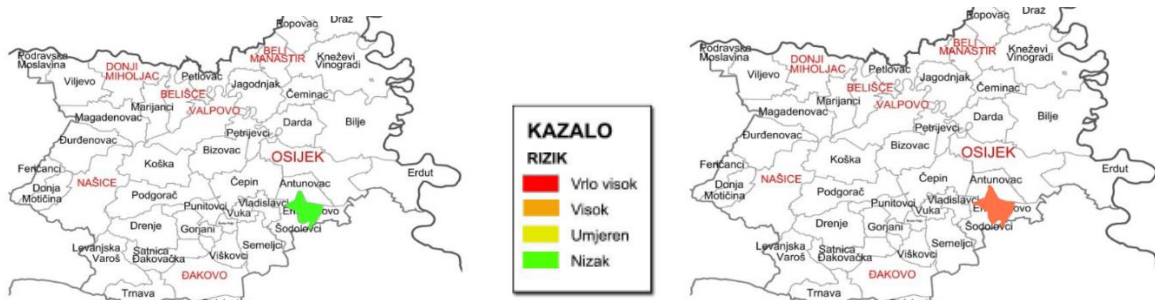 Popovac
Draž
Podravska
Moslavina
DONJI
MIHOLJAC
BELI
MANASTIR
Kneževi
Vinogradi
Viljevo
Petlovac
Jagodnjak
BELIŠĆE
Čeminac
Marijanci
VALPOVO
Magadenovac
Darda
Bilje
Đurđenovac
Petrijevci
Bizovac
OSIJEK
Koška
Feričanci
Erdut
Donja
Motičina
NAŠICE
Čepin
Antunovac
Podgorač
Punitovci
Vladislavci
Vuka
Drenje
Gorjani
Šodolovci
Levanjska
Varoš
Satnica
Đakovačka
Semeljci
Viškovci
ĐAKOVO
Trnava
KAZALO
RIZIK
Vrlo visok
Visok
Umjeren
Nizak
Popovac
Draž
Podravska
Moslavina
DONJI
MIHOLJAC
BELI
MANASTIR
Kneževi
Vinogradi
Viljevo
Petlovac
Jagodnjak
BELIŠĆE
Čeminac
Marijanci
VALPOVO
Magadenovac
Darda
Bilje
Đurđenovac
Petrijevci
Bizovac
OSIJEK
Koška
Feričanci
Erdut
Donja
Motičina
NAŠICE
Čepin
Antunovac
Podgorač
Punitovci
Vladislavci
Vuka
Drenje
Gorjani
Šodolovci
Levanjska
Varoš
Satnica
Đakovačka
Semeljci
Viškovci
ĐAKOVO
Trnava